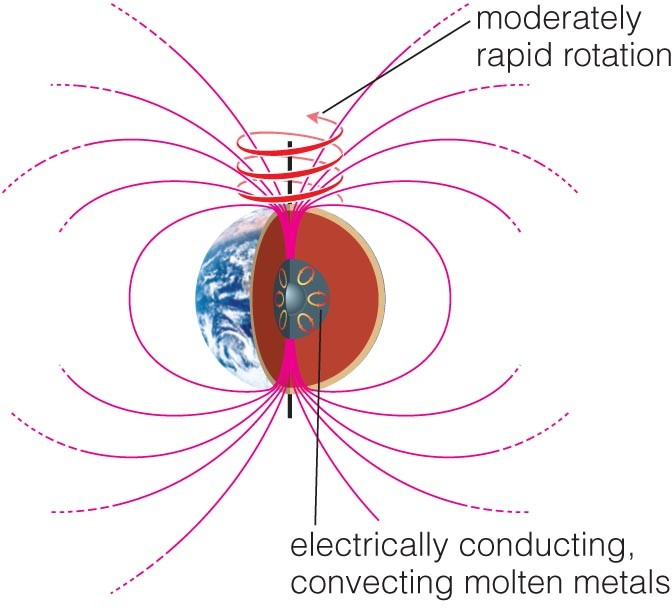 moderately
rapid rotation
electrically conducting,
convecting molten metals